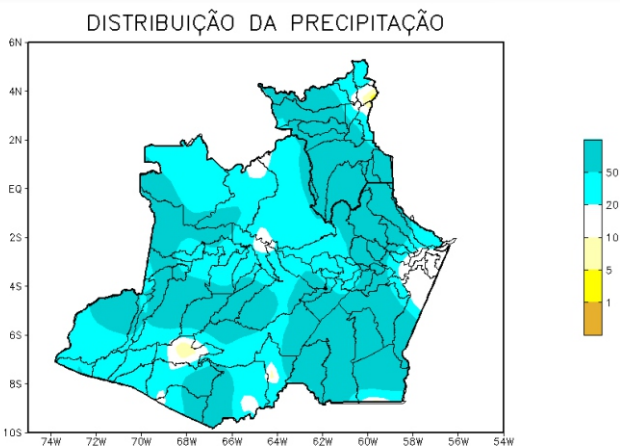 DISTRIBUIÇÃO DA PRECIPITAÇÃO
6N
4N
2N
EQ
2S
4S
6S
8S
10S
74W 72W 70W 68W 66W 64W 62W 60W 58W 56W 54W
50
20
10
5
1